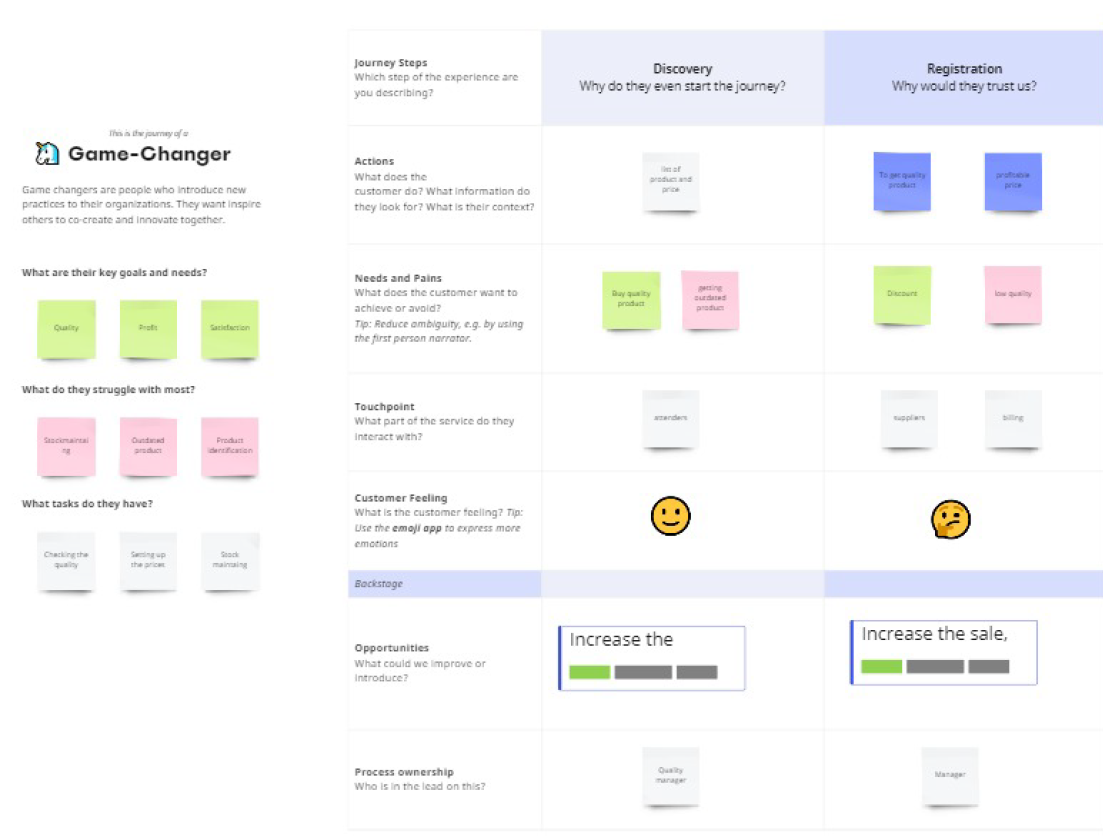 This is the journey of a
Game-Changer
Game changers are people who introduce new
practices to their organizations. They want inspire
others to co-create and innovate together.
What are their key goals and needs?
Quality
Profit
Satisfaction
What do they struggle with most?
Stockmaintai
ng
Outdated
product
Product
identification
What tasks do they have?
Checking the
quality
Setting up
the prices
Stock
maintaing
Journey Steps
Which step of the experience are
you describing?
Discovery
Why do they even start the journey?
Registration
Why would they trust us?
Actions
What does the
customer do? What information do
they look for? What is their context?
list of
product and
price
To get quality
product
profitable
price
Needs and Pains
What does the customer want to
achieve or avoid?
Tip: Reduce ambiguity, e.g. by using
the first person narrator.
Buy quality
product
getting
outdated
product
Discount
low quality
Touchpoint
What part of the service do they
interact with?
attenders
suppliers
billing
Customer Feeling
What is the customer feeling? Tip:
Use the emoji app to express more
emotions
Backstage
Opportunities
What could we improve or
introduce?
Increase the
Increase the sale,
Process ownership
Who is in the lead on this?
Quality
manager
Manager